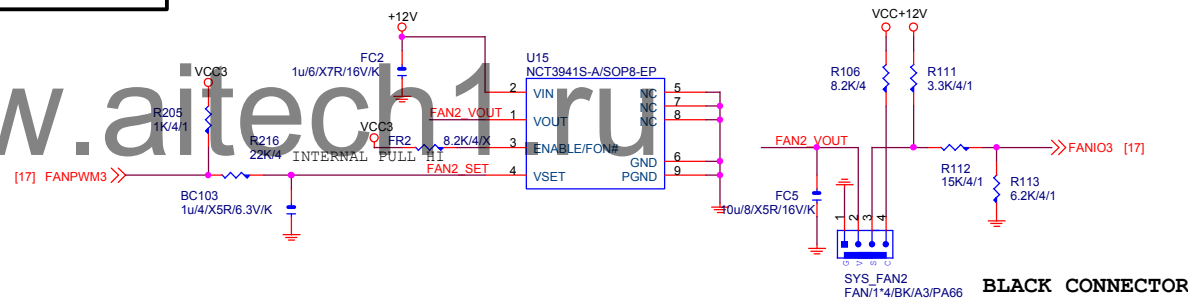 +12V
FC2
1u/6/X7R/16V/K
U15
NCT3941S-A/SOP8-EP
VCC3
R205
1K/4/1
R216
22K/4
[17] FANPWM3
BC103
1u/4/X5R/6.3V/K
VCC3
FR2
8.2K/4/X
INTERNAL PULL HI
FAN2_VOUT
FAN2_SET
2 VIN
1 VOUT
3 ENABLE/FON#
4 VSET
NC 5
NC 7
NC 8
GND 6
PGND 9
VCC
+12V
R106
8.2K/4
R111
3.3K/4/1
FAN2_VOUT
FC5
10u/8/X5R/16V/K
R112
15K/4/1
R113
6.2K/4/1
FANIO3 [17]
1 2 3 4
G V S C
SYS_FAN2
FAN/1*4/BK/A3/PA66
BLACK CONNECTOR
w.aitech1.ru